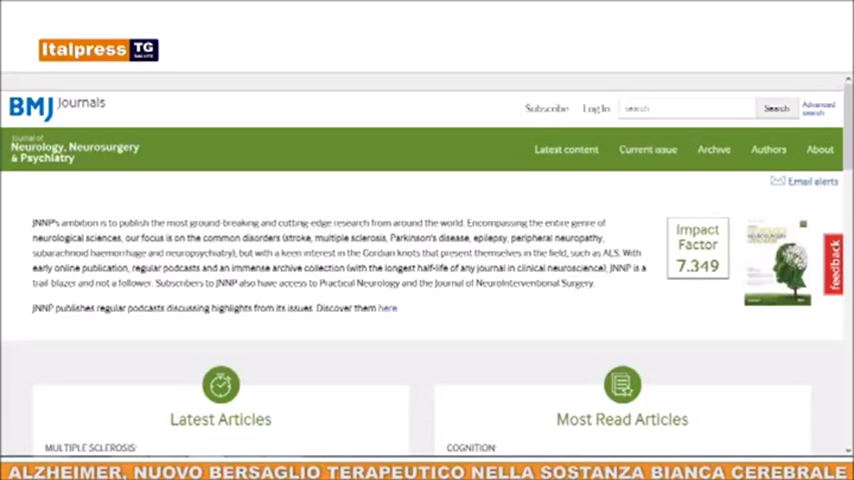 Italpress TG
SALUTE
BMJ Journals
Subscribe Log In search Search Advanced search
Journal of
Neurology, Neurosurgery
& Psychiatry
Latest content Current issue Archive Authors About
Email alerts
JNNP's ambition is to publish the most ground-breaking and cutting-edge research from around the world. Encompassing the entire genre of
neurological sciences, our focus is on the common disorders (stroke, multiple sclerosis, Parkinson's disease, epilepsy, peripheral neuropathy,
subarachnoid haemorrhage and neuropsychiatry), but with a keen interest in the Gordian knots that present themselves in the field, such as ALS. With
early online publication, regular podcasts and an immense archive collection (with the longest half-life of any journal in clinical neuroscience), JNNP is a
trail-blazer and not a follower. Subscribers to JNNP also have access to Practical Neurology and the Journal of NeuroInterventional Surgery.
JNNP publishes regular podcasts discussing highlights from its issues. Discover them here
Impact
Factor
7.349
feedback
Latest Articles
Most Read Articles
MULTIPLE SCLEROSIS:
COGNITION:
ALZHEIMER, NUOVO BERSAGLIO TERAPEUTICO NELLA SOSTANZA BIANCA CEREBRALE